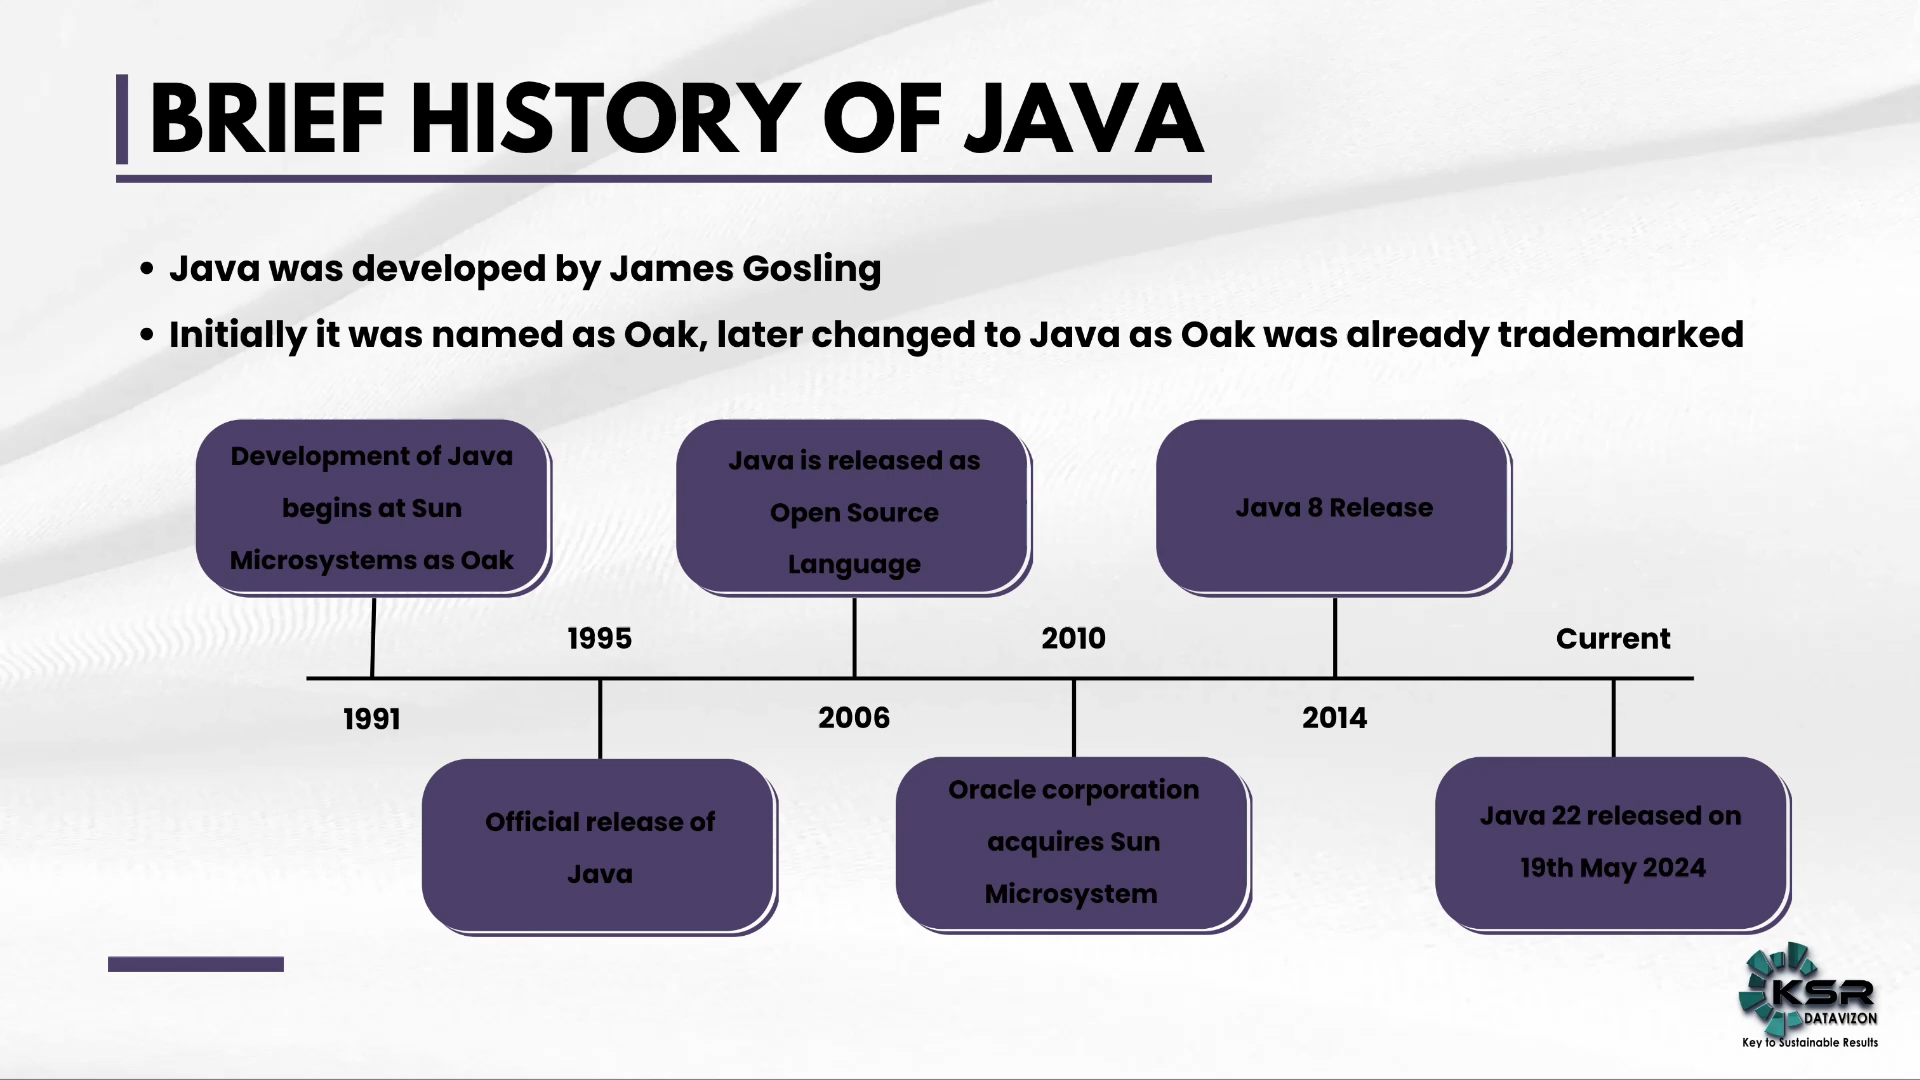 BRIEF HISTORY OF JAVA
• Java was developed by James Gosling
• Initially it was named as Oak, later changed to Java as Oak was already trademarked
Development of Java
begins at Sun
Microsystems as Oak
Java is released as
Open Source
Language
Java 8 Release
1995
2010
Current
1991
2006
2014
Official release of
Java
Oracle corporation
acquires Sun
Microsystem
Java 22 released on
19th May 2024
KSR
DATAVIZON
Key to Sustainable Results